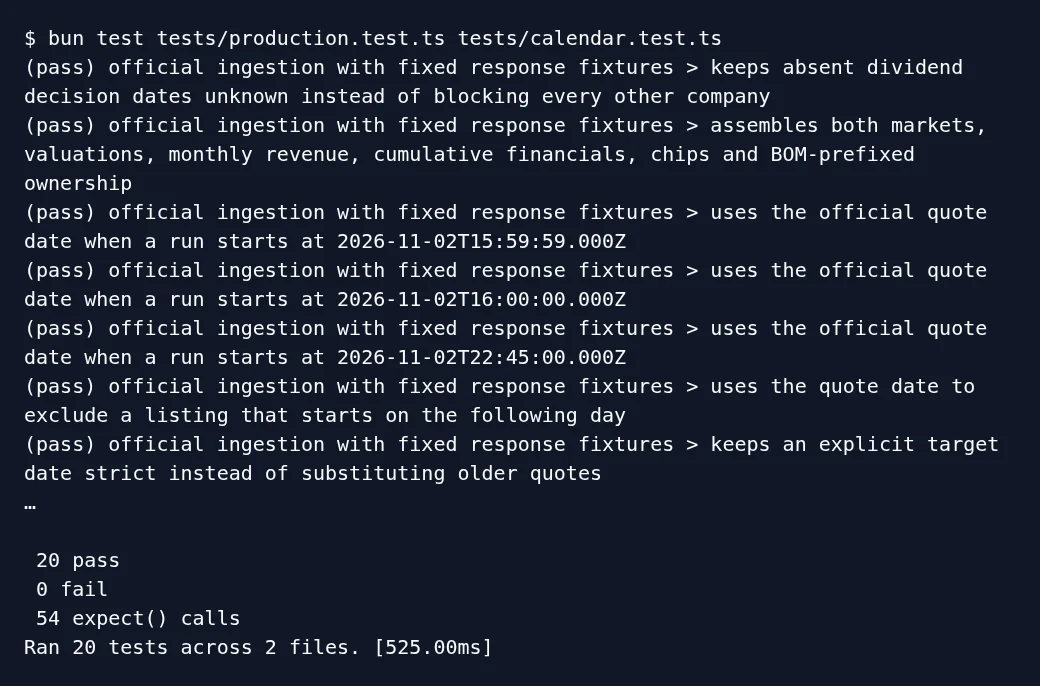 $ bun test tests/production.test.ts tests/calendar.test.ts
(pass) official ingestion with fixed response fixtures > keeps absent dividend
decision dates unknown instead of blocking every other company
(pass) official ingestion with fixed response fixtures > assembles both markets,
valuations, monthly revenue, cumulative financials, chips and BOM-prefixed
ownership
(pass) official ingestion with fixed response fixtures > uses the official quote
date when a run starts at 2026-11-02T15:59:59.000Z
(pass) official ingestion with fixed response fixtures > uses the official quote
date when a run starts at 2026-11-02T16:00:00.000Z
(pass) official ingestion with fixed response fixtures > uses the official quote
date when a run starts at 2026-11-02T22:45:00.000Z
(pass) official ingestion with fixed response fixtures > uses the quote date to
exclude a listing that starts on the following day
(pass) official ingestion with fixed response fixtures > keeps an explicit target
date strict instead of substituting older quotes
…
20 pass
0 fail
54 expect() calls
Ran 20 tests across 2 files. [525.00ms]